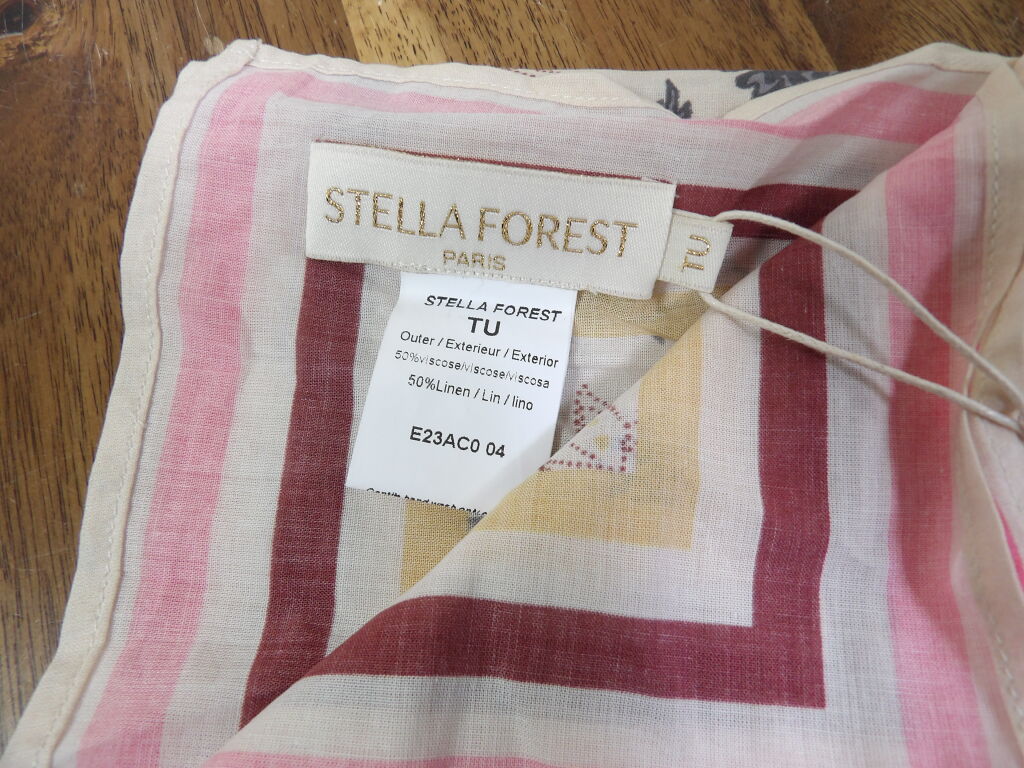 STELLA FOREST
PARIS
TU
STELLA FOREST
TU
Outer / Exterieur / Exterior
50%viscose/viscose/viscosa
50%Linen / Lin / lino
E23AC0 04